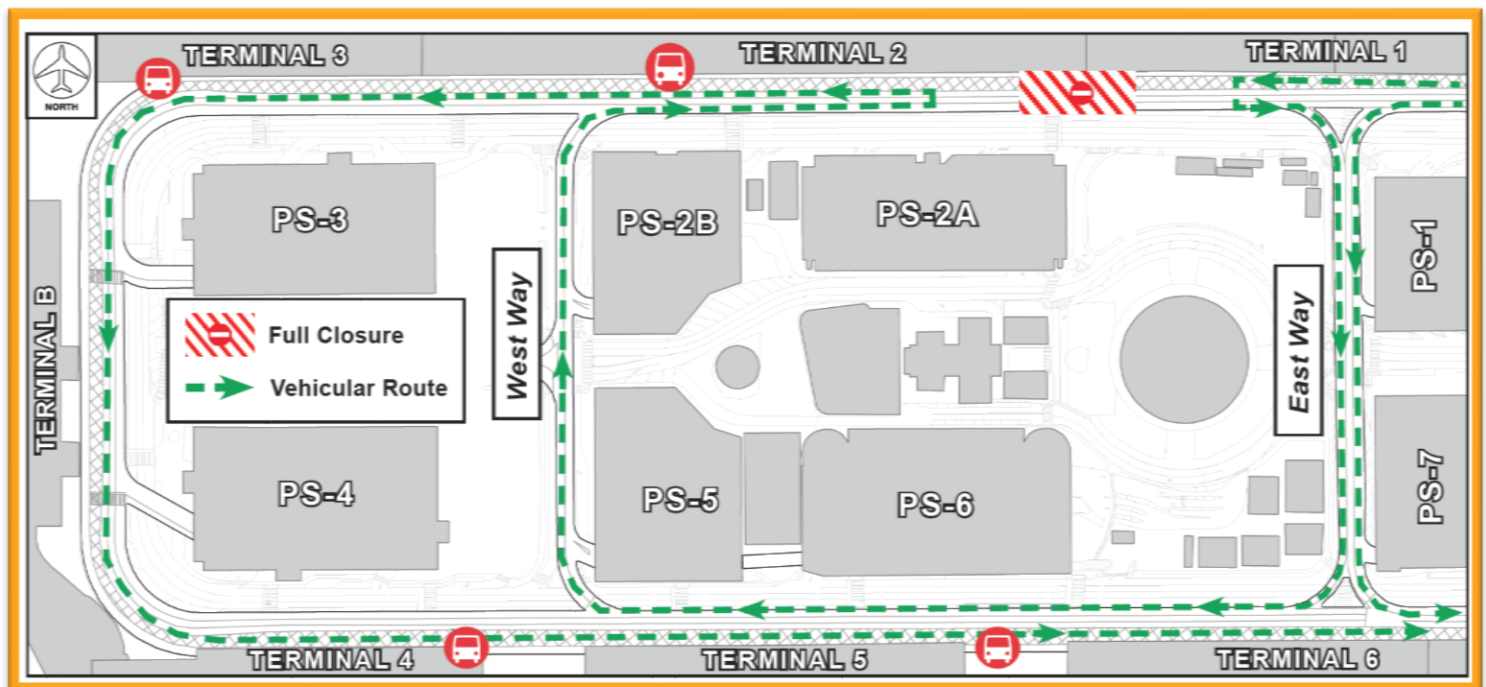 TERMINAL 3
TERMINAL 2
TERMINAL 1
NORTH
PS-3
PS-2B
PS-2A
PS-1
TERMINAL B
West Way
East Way
Full Closure
Vehicular Route
PS-4
PS-5
PS-6
PS-7
TERMINAL 4
TERMINAL 5
TERMINAL 6